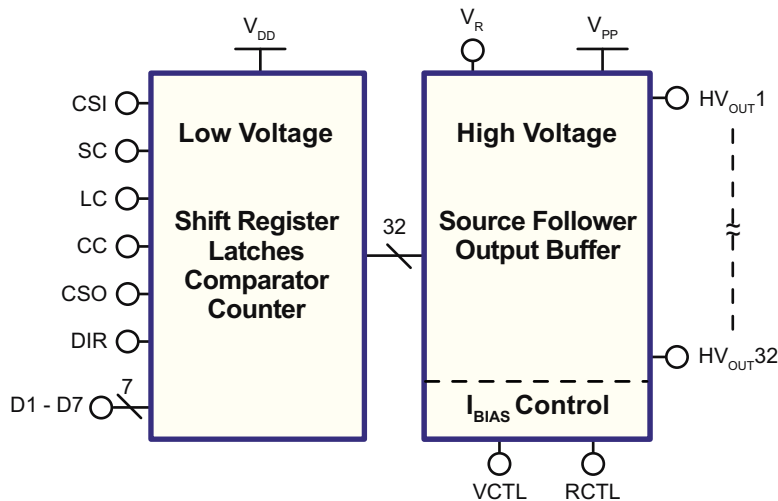 V_DD
V_R
V_PP
CSI
SC
LC
CC
CSO
DIR
D1 - D7
7
Low Voltage
Shift Register
Latches
Comparator
Counter
32
High Voltage
Source Follower
Output Buffer
I_BIAS Control
HV_OUT1
HV_OUT32
VCTL
RCTL